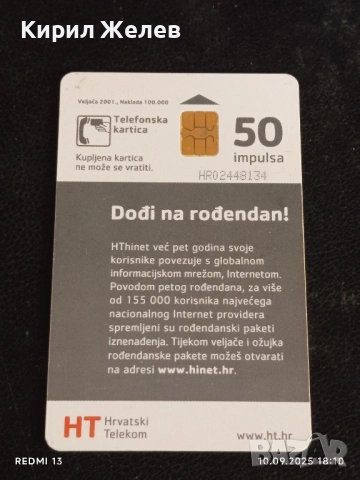 Кирил Желев
Veljača 2001., Naklada 100.000
Telefonska
kartica
50
impulsa
Kupljena kartica
ne može se vratiti.
HR02448134
Dođi na rođendan!
HThinet već pet godina svoje
korisnike povezuje s globalnom
informacijskom mrežom, Internetom.
Povodom petog rođendana, za više
od 155 000 korisnika najvećeg
nacionalnog Internet providera
spremljeni su rođendanski paketi
iznenađenja. Tijekom veljače i ožujka
rođendanske pakete možeš otvarati
na adresi www.hinet.hr.
HT Hrvatski
Telekom
www.ht.hr
REDMI 13
10.09.2025 18:10